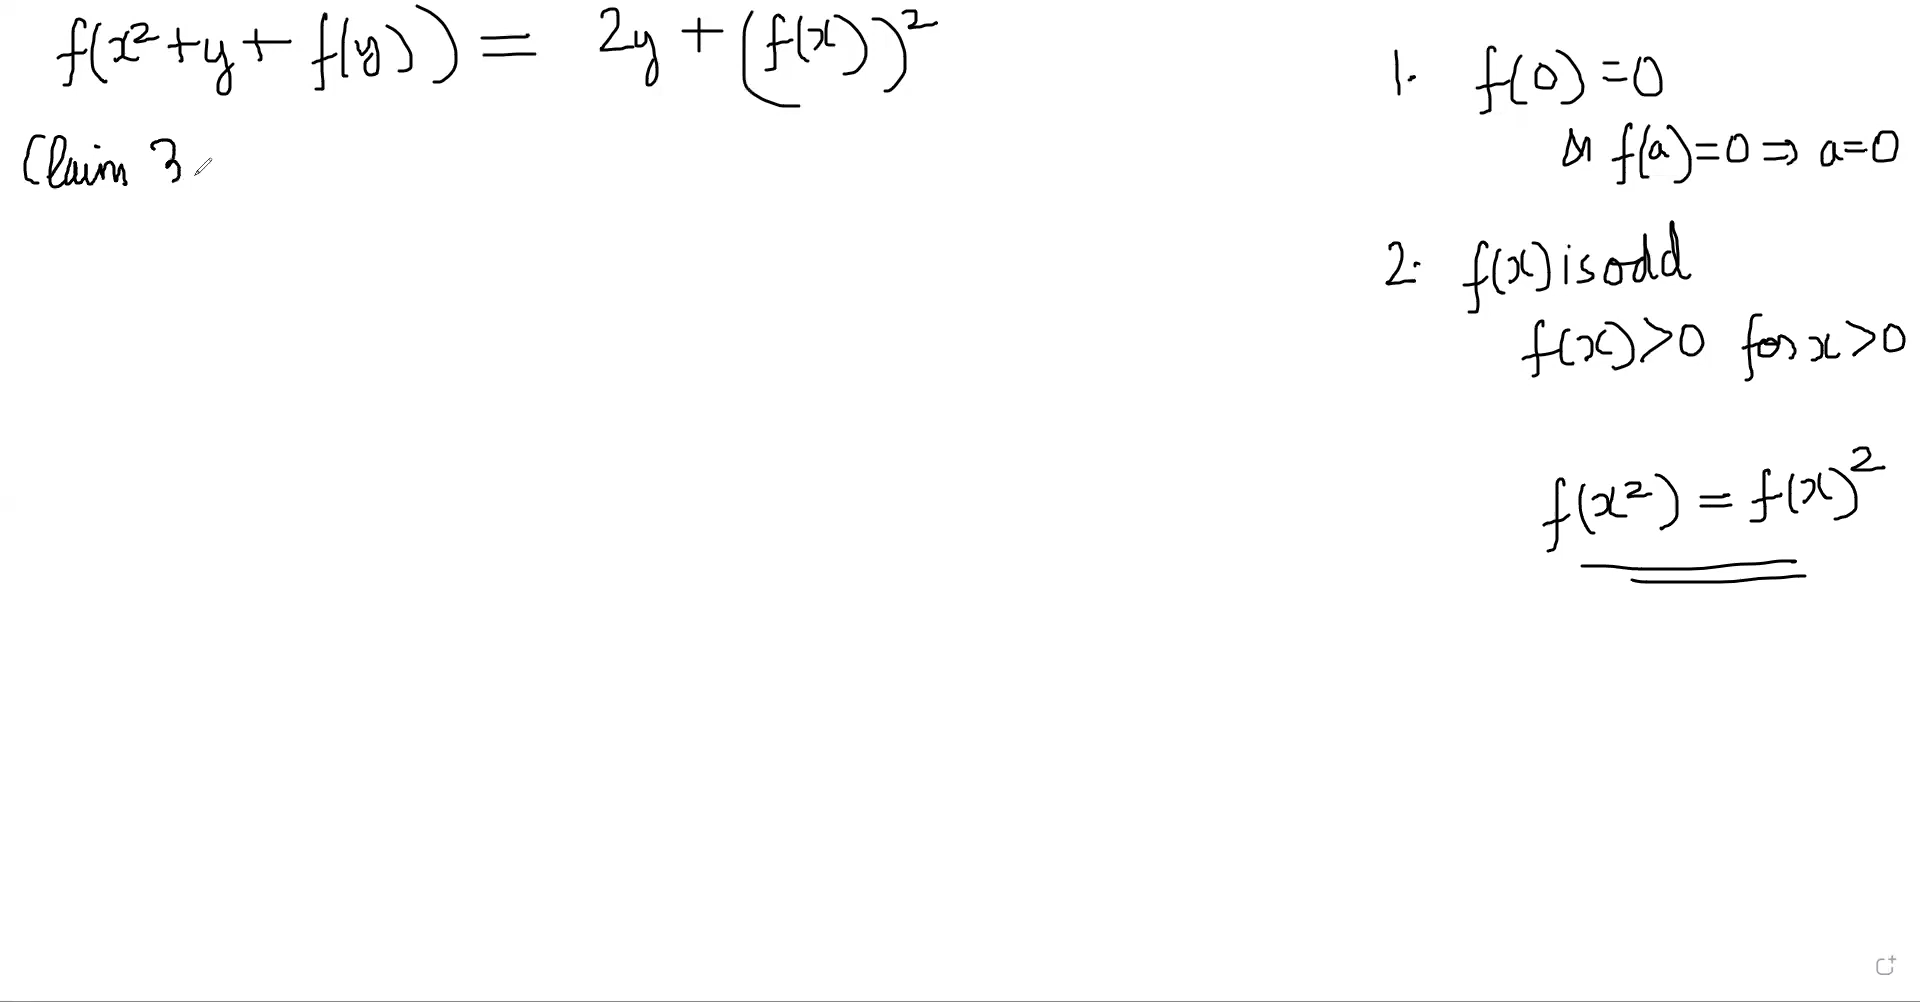 f(x²+y+f(y)) = 2y+(f(x))²
Claim 3
1. f(0)=0
f(a)=0⇒ a=0
2. f(x) is odd
f(x)>0 for x>0
f(x²) = f(x)²